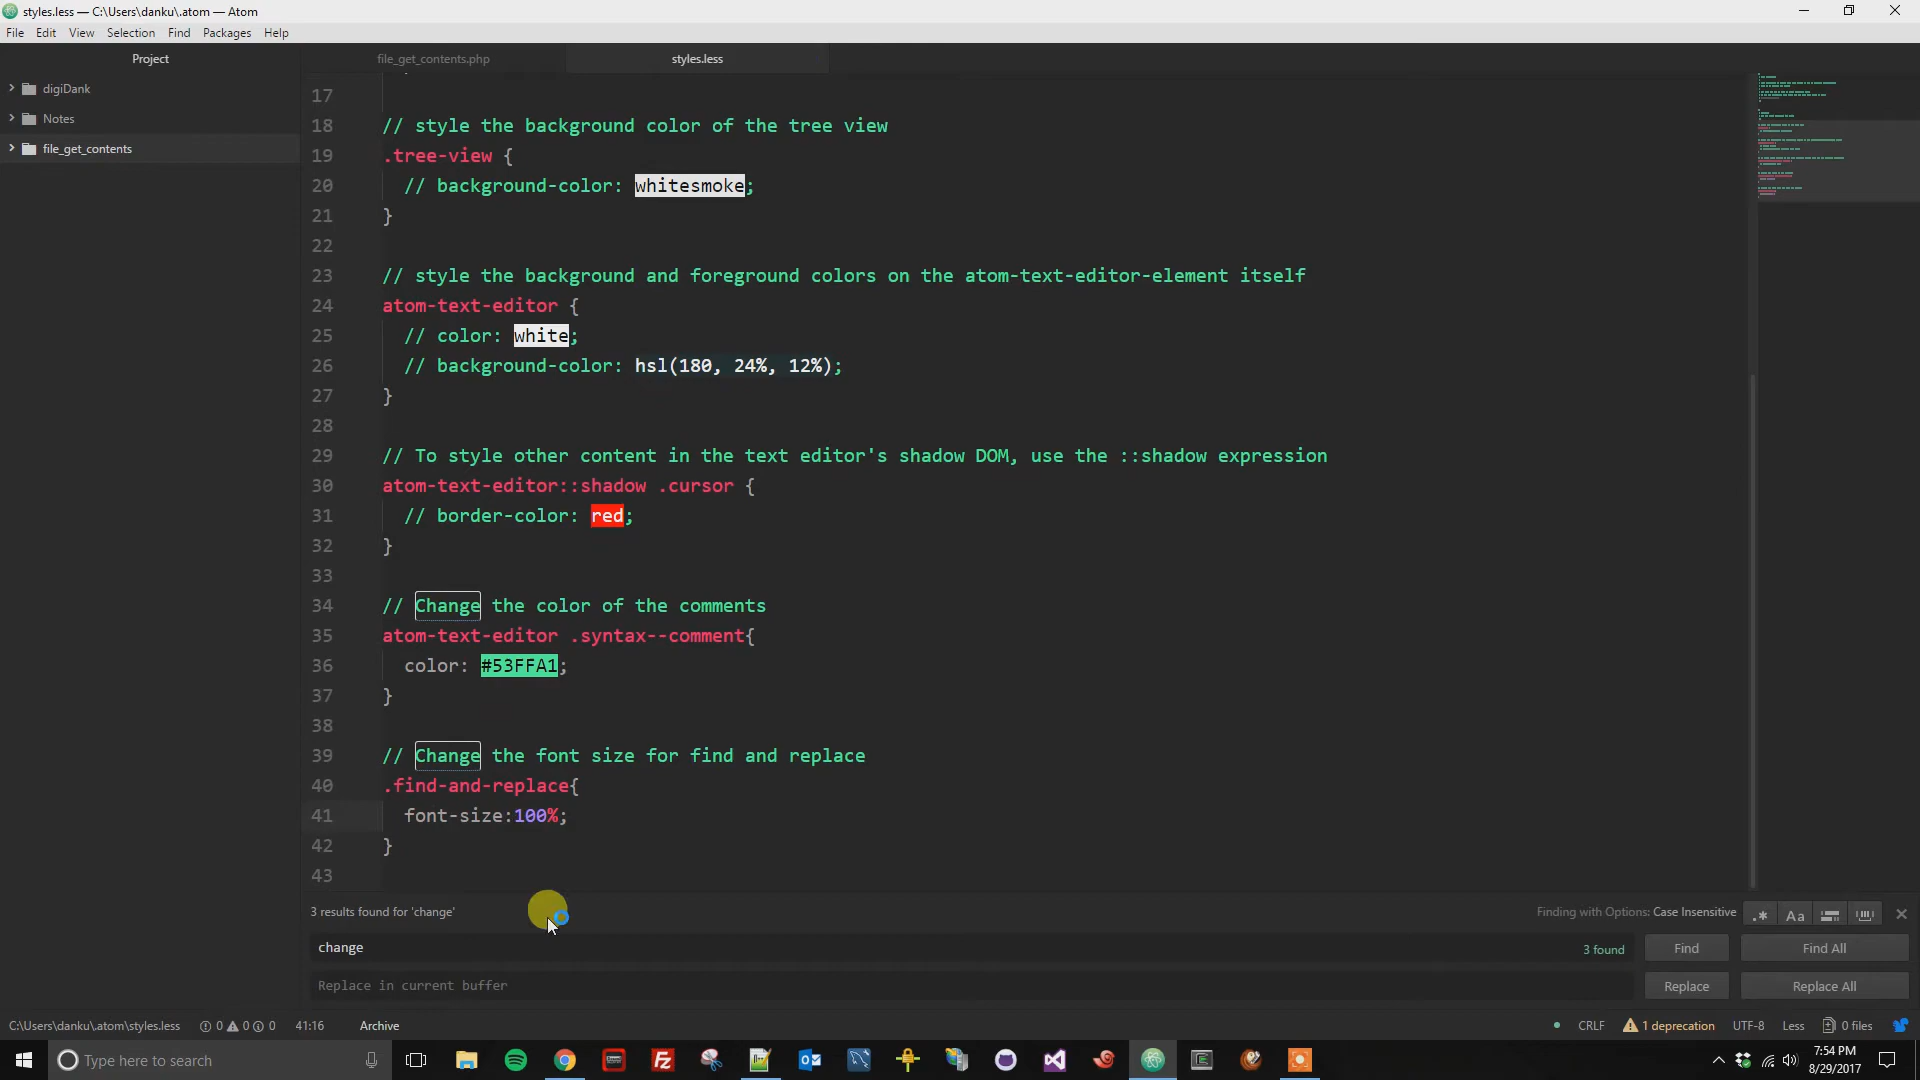 styles.less — C:\Users\danku\.atom — Atom
File Edit View Selection Find Packages Help
Project
file_get_contents.php
styles.less
digiDank
Notes
file_get_contents
17
18 // style the background color of the tree view
19 .tree-view {
20 // background-color: whitesmoke;
21 }
22
23 // style the background and foreground colors on the atom-text-editor-element itself
24 atom-text-editor {
25 // color: white;
26 // background-color: hsl(180, 24%, 12%);
27 }
28
29 // To style other content in the text editor's shadow DOM, use the ::shadow expression
30 atom-text-editor::shadow .cursor {
31 // border-color: red;
32 }
33
34 // Change the color of the comments
35 atom-text-editor .syntax--comment{
36 color: #53FFA1;
37 }
38
39 // Change the font size for find and replace
40 .find-and-replace{
41 font-size:100%;
42 }
43
3 results found for 'change'
Finding with Options: Case Insensitive
.* Aa
change
3 found
Find
Find All
Replace in current buffer
Replace
Replace All
C:\Users\danku\.atom\styles.less 0 0 0 41:16 Archive
CRLF 1 deprecation UTF-8 Less 0 files
Type here to search
7:54 PM
8/29/2017